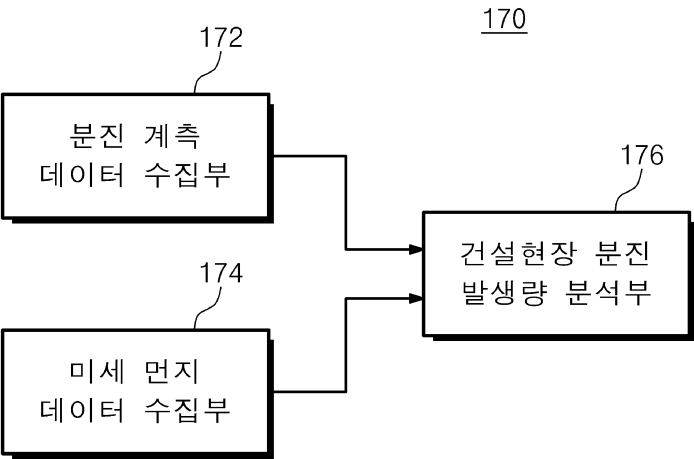 170
172
분진 계측
데이터 수집부
176
건설현장 분진
발생량 분석부
174
미세 먼지
데이터 수집부